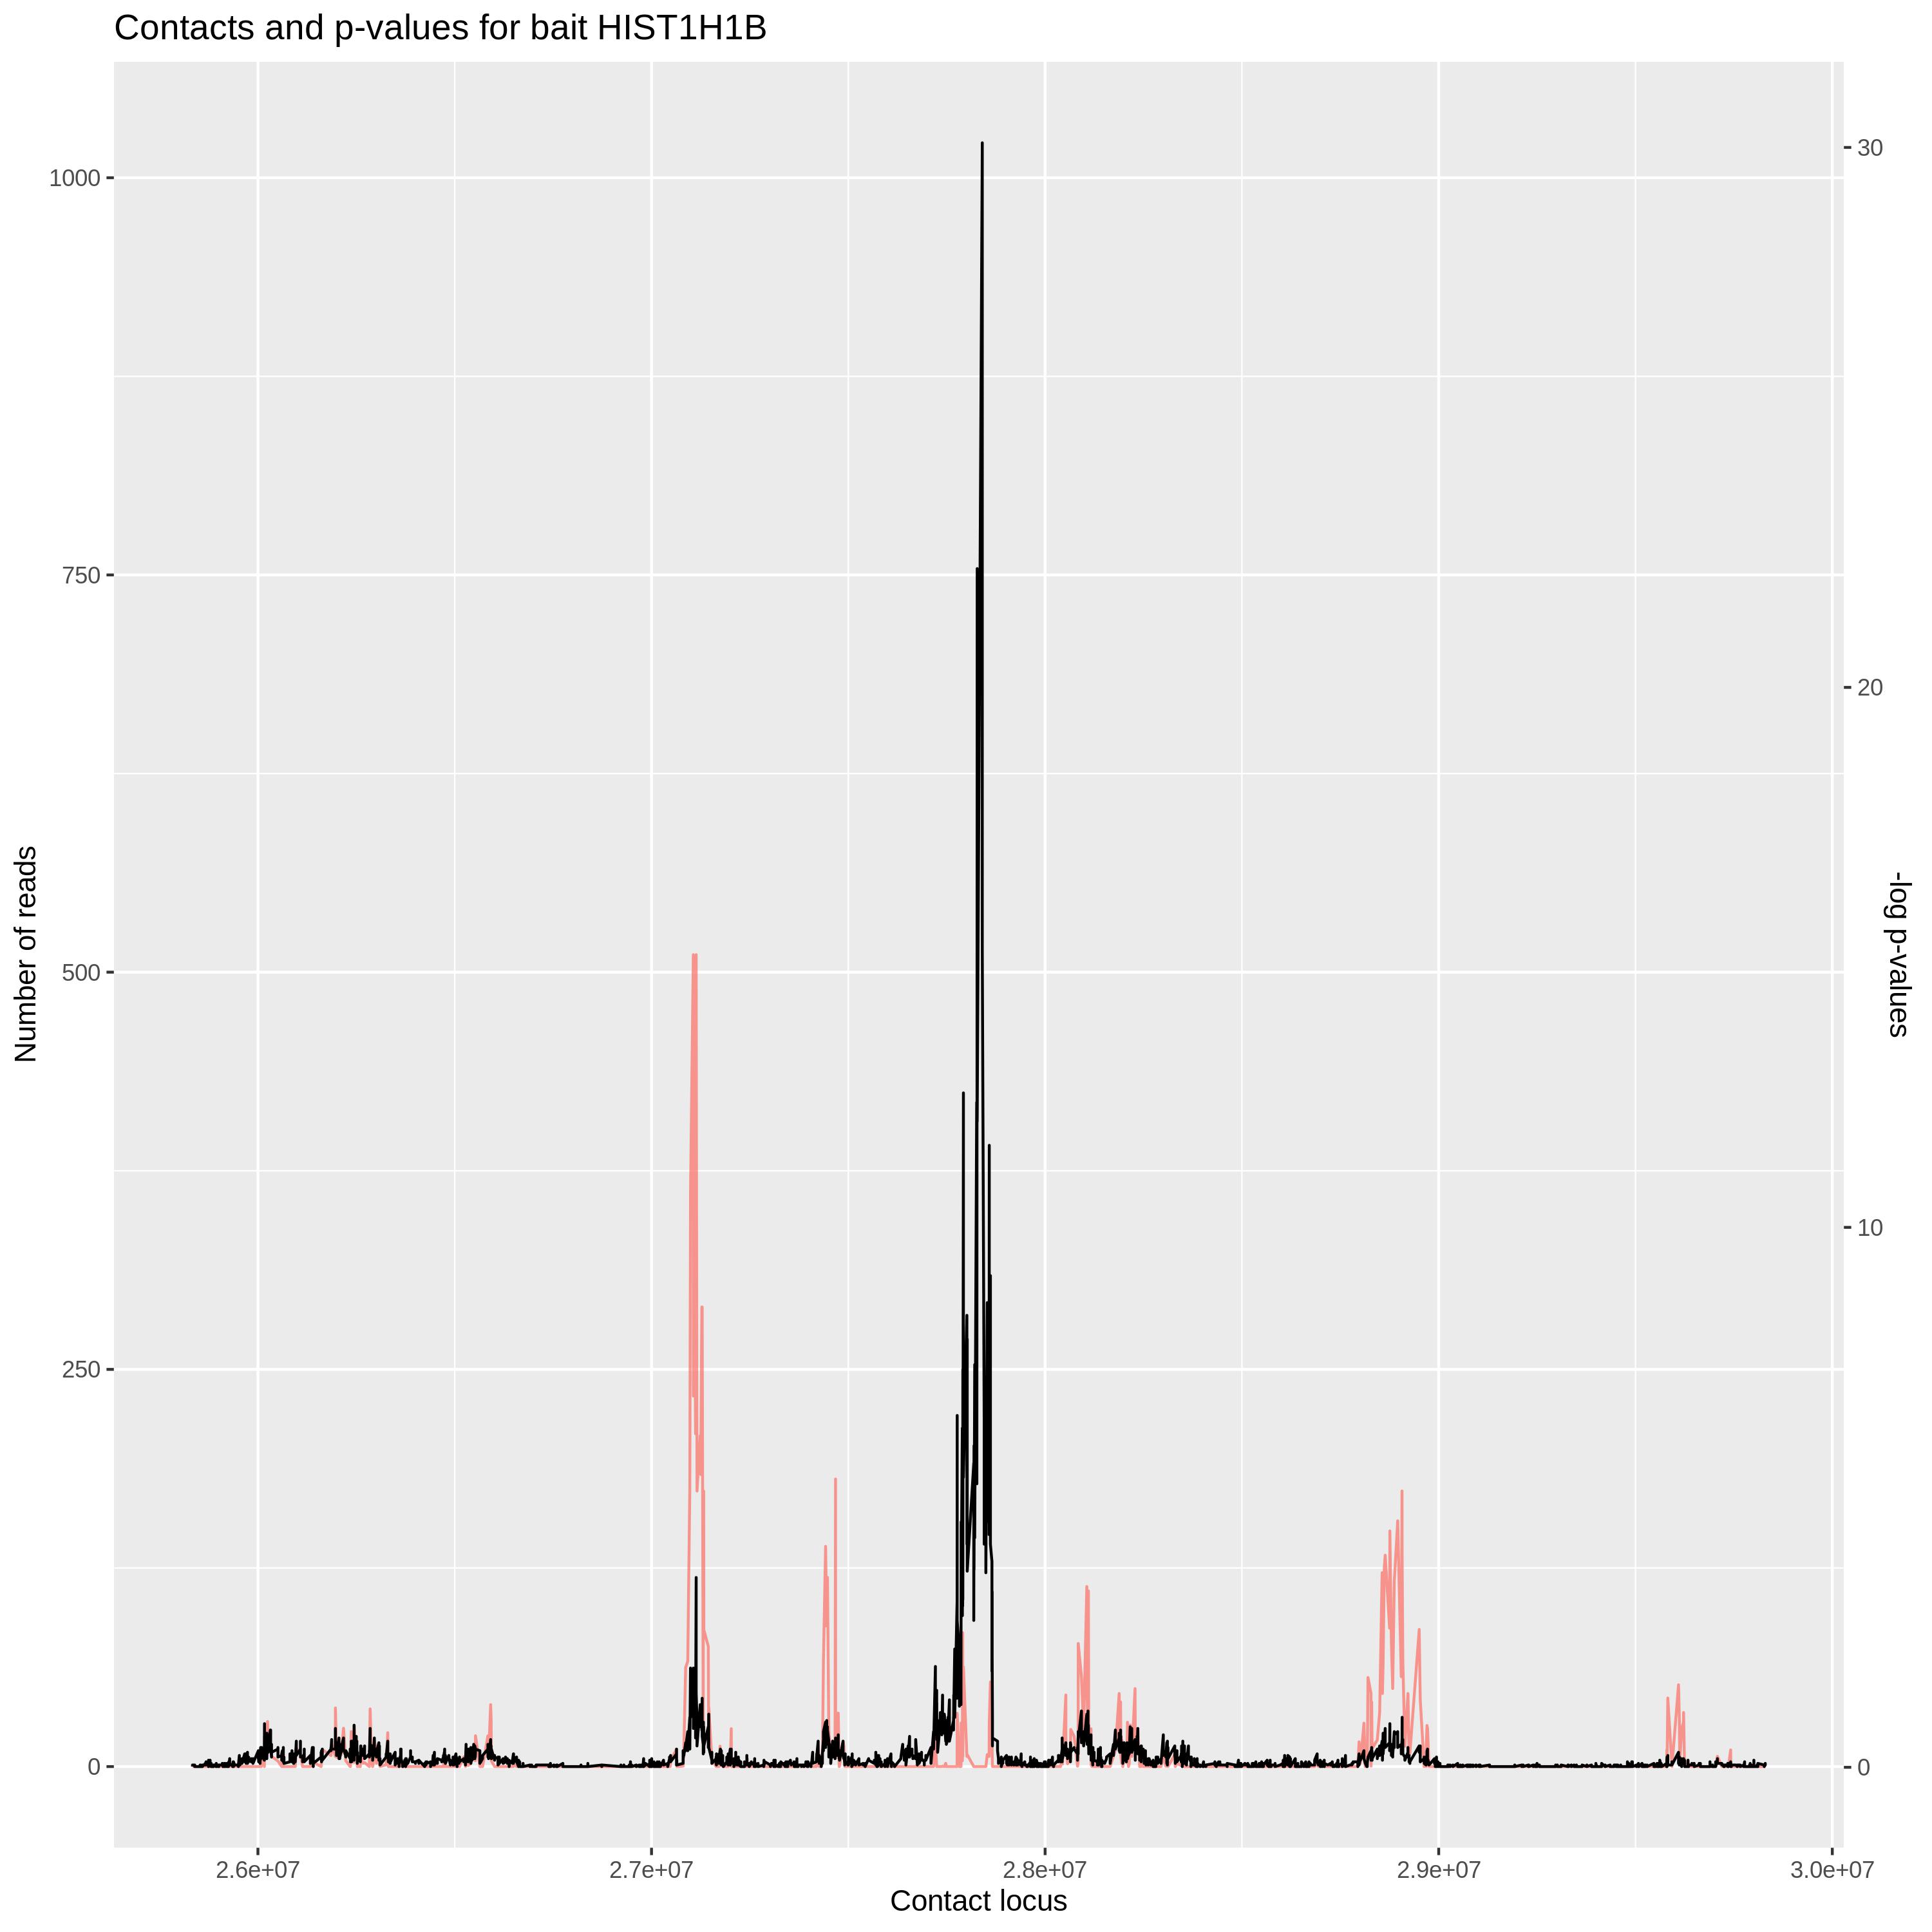 Contacts and p-values for bait HIST1H1B
1000
750
500
250
0
Number of reads
30
20
10
0
-log p-values
2.6e+07
2.7e+07
2.8e+07
2.9e+07
3.0e+07
Contact locus